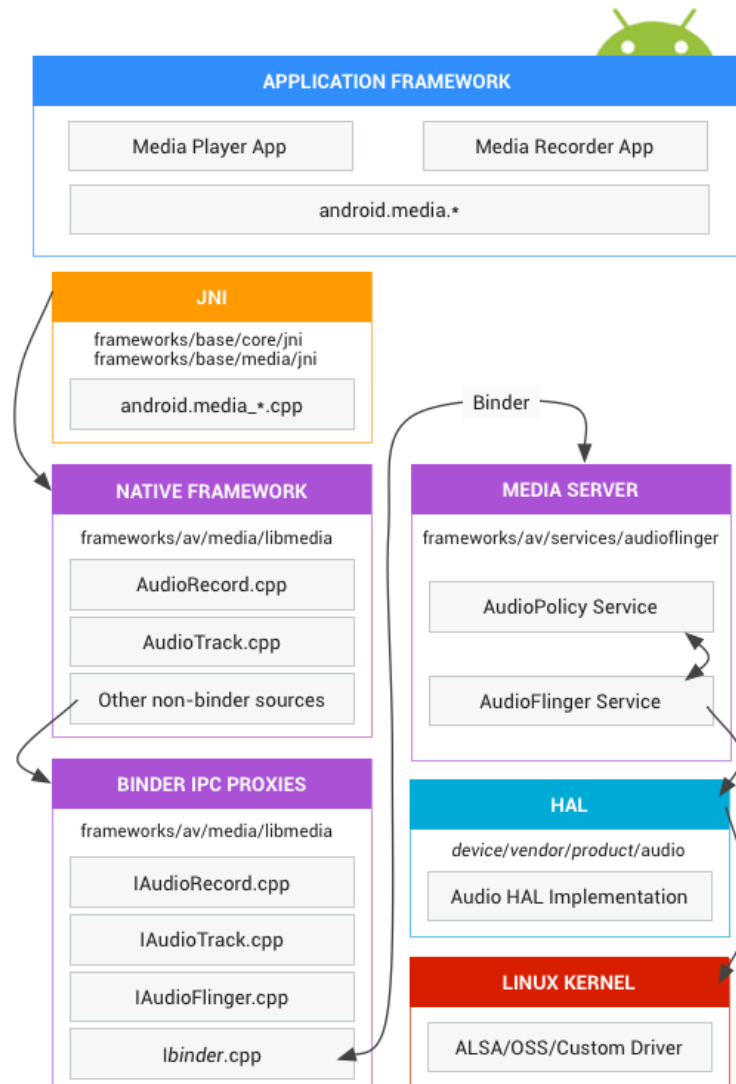 APPLICATION FRAMEWORK
Media Player App
Media Recorder App
android.media.*
JNI
frameworks/base/core/jni
frameworks/base/media/jni
android.media_*.cpp
Binder
NATIVE FRAMEWORK
frameworks/av/media/libmedia
AudioRecord.cpp
AudioTrack.cpp
Other non-binder sources
MEDIA SERVER
frameworks/av/services/audioflinger
AudioPolicy Service
AudioFlinger Service
BINDER IPC PROXIES
frameworks/av/media/libmedia
IAudioRecord.cpp
IAudioTrack.cpp
IAudioFlinger.cpp
Ibinder.cpp
HAL
device/vendor/product/audio
Audio HAL Implementation
LINUX KERNEL
ALSA/OSS/Custom Driver